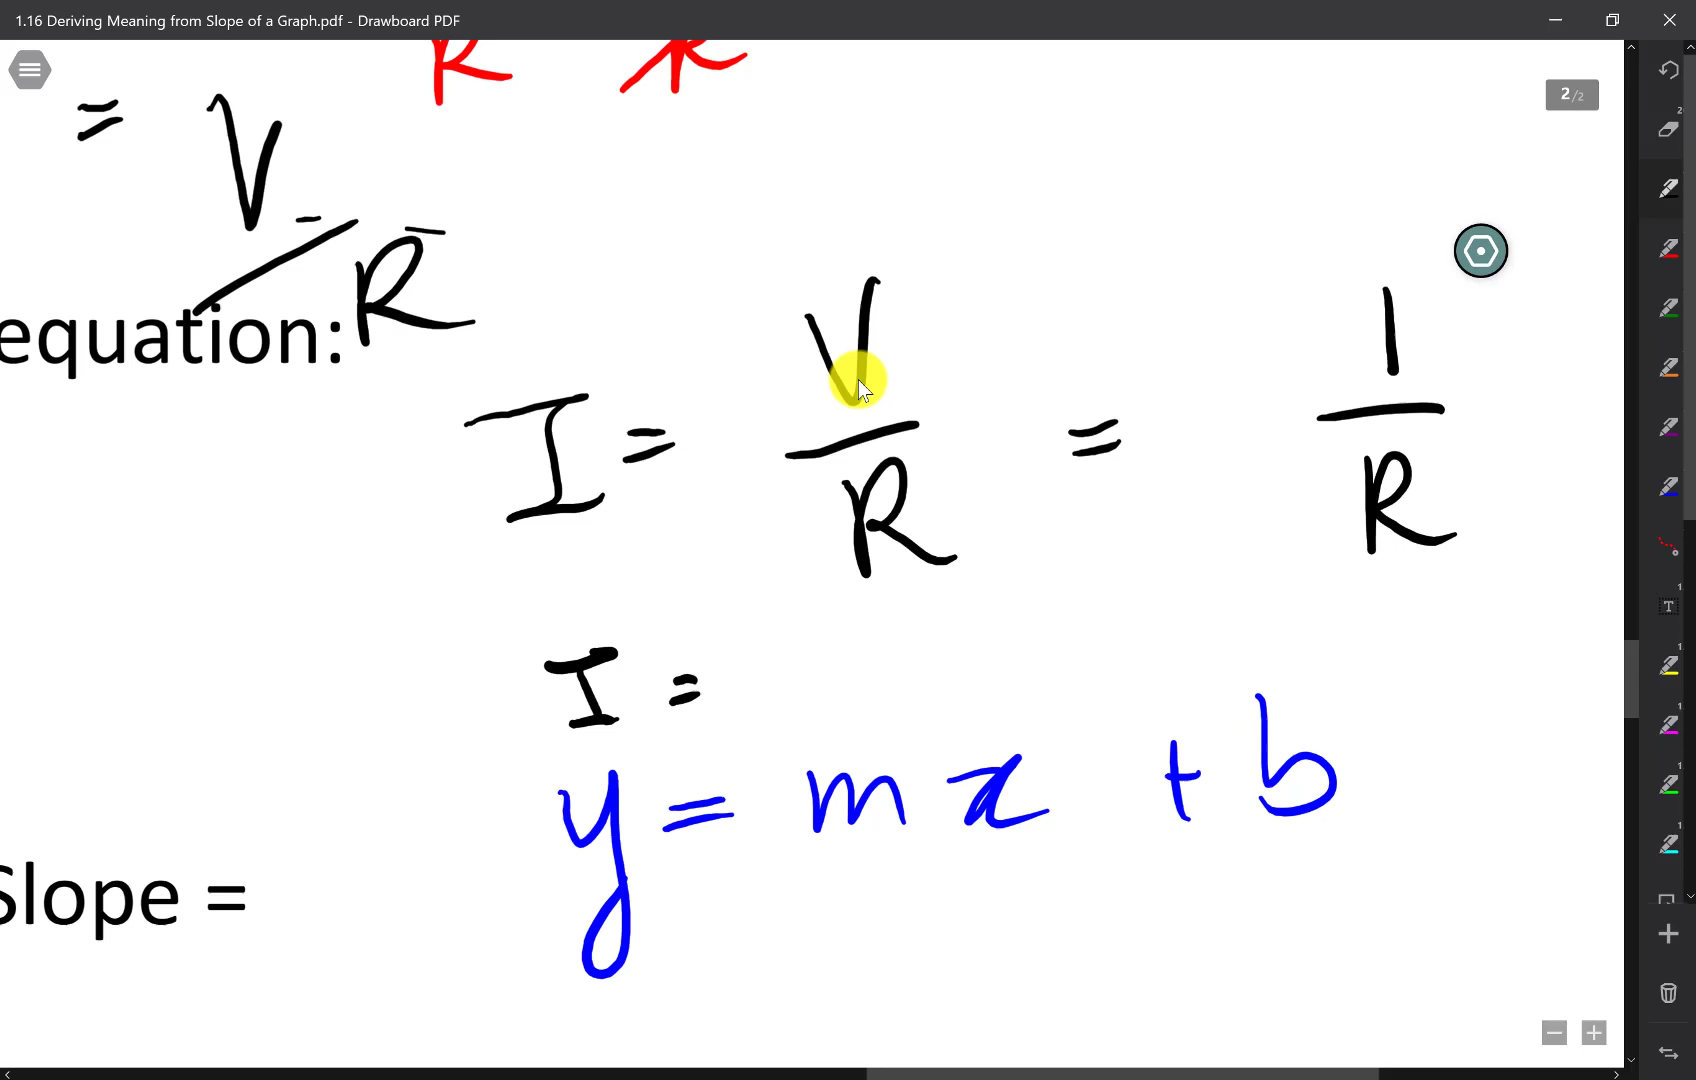 1.16 Deriving Meaning from Slope of a Graph.pdf - Drawboard PDF
R R
2/2
= V/R
equation:
I = V/R = 1/R
I =
y = mx + b
Slope =